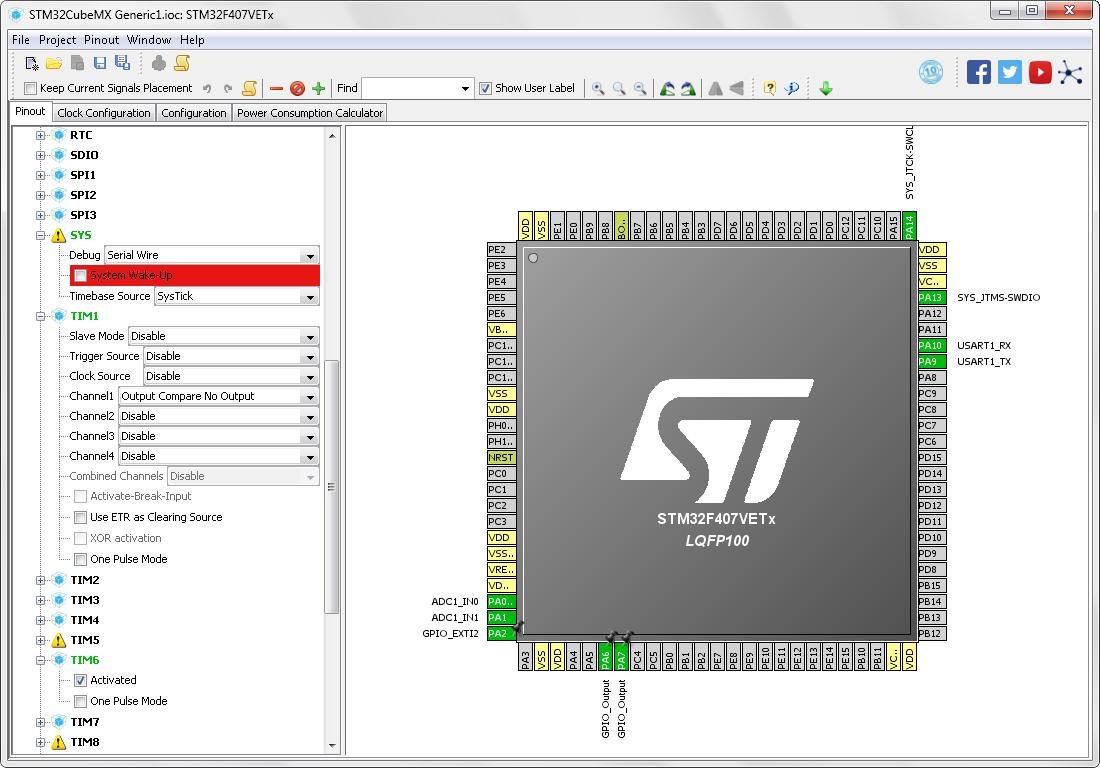 STM32CubeMX Generic1.ioc: STM32F407VETx
File Project Pinout Window Help
19
Keep Current Signals Placement Find Show User Label
Pinout Clock Configuration Configuration Power Consumption Calculator
RTC
SDIO
SPI1
SPI2
SPI3
SYS
Debug Serial Wire
System Wake-Up
Timebase Source SysTick
TIM1
Slave Mode Disable
Trigger Source Disable
Clock Source Disable
Channel1 Output Compare No Output
Channel2 Disable
Channel3 Disable
Channel4 Disable
Combined Channels Disable
Activate-Break-Input
Use ETR as Clearing Source
XOR activation
One Pulse Mode
TIM2
TIM3
TIM4
TIM5
TIM6
Activated
One Pulse Mode
TIM7
TIM8
SYS_JTCK-SWCL
VDD VSS PE1 PE0 PB9 PB8 BO.. PB7 PB6 PB5 PB4 PB3 PD7 PD6 PD5 PD4 PD3 PD2 PD1 PD0 PC12 PC11 PC10 PA15 PA14
PE2
PE3
PE4
PE5
PE6
VB..
PC1..
PC1..
PC1..
VSS
VDD
PH0..
PH1..
NRST
PC0
PC1
PC2
PC3
VDD
VSS..
VRE..
VD..
ADC1_IN0 PA0..
ADC1_IN1 PA1
GPIO_EXTI2 PA2
ST
STM32F407VETx
LQFP100
VDD
VSS
VC..
PA13 SYS_JTMS-SWDIO
PA12
PA11
PA10 USART1_RX
PA9 USART1_TX
PA8
PC9
PC8
PC7
PC6
PD15
PD14
PD13
PD12
PD11
PD10
PD9
PD8
PB15
PB14
PB13
PB12
PA3 VSS VDD PA4 PA5 PA6 PA7 PC4 PC5 PB0 PB1 PB2 PE7 PE8 PE9 PE10 PE11 PE12 PE13 PE14 PE15 PB10 PB11 VC.. VDD
GPIO_Output
GPIO_Output